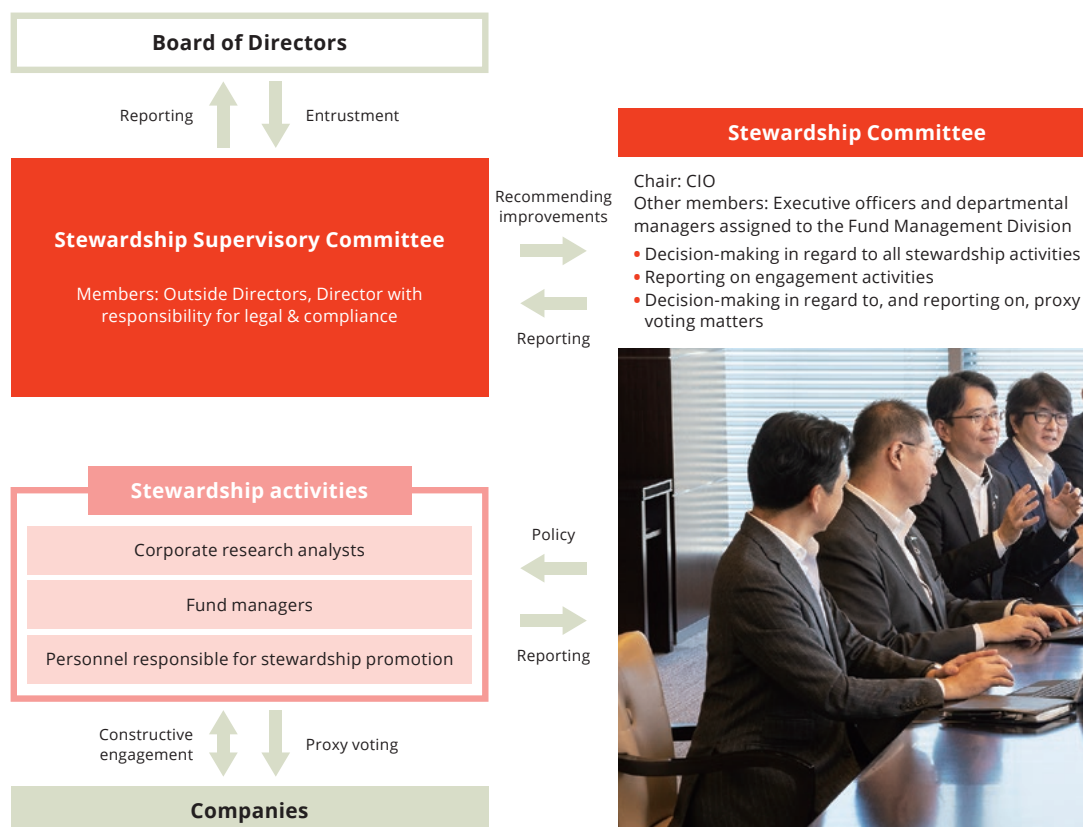 Board of Directors
Reporting
Entrustment
Stewardship Supervisory Committee
Members: Outside Directors, Director with
responsibility for legal & compliance
Recommending
improvements
Reporting
Stewardship Committee
Chair: CIO
Other members: Executive officers and departmental
managers assigned to the Fund Management Division
• Decision-making in regard to all stewardship activities
• Reporting on engagement activities
• Decision-making in regard to, and reporting on, proxy
voting matters
Stewardship activities
Corporate research analysts
Fund managers
Personnel responsible for stewardship promotion
Policy
Reporting
Constructive
engagement
Proxy voting
Companies